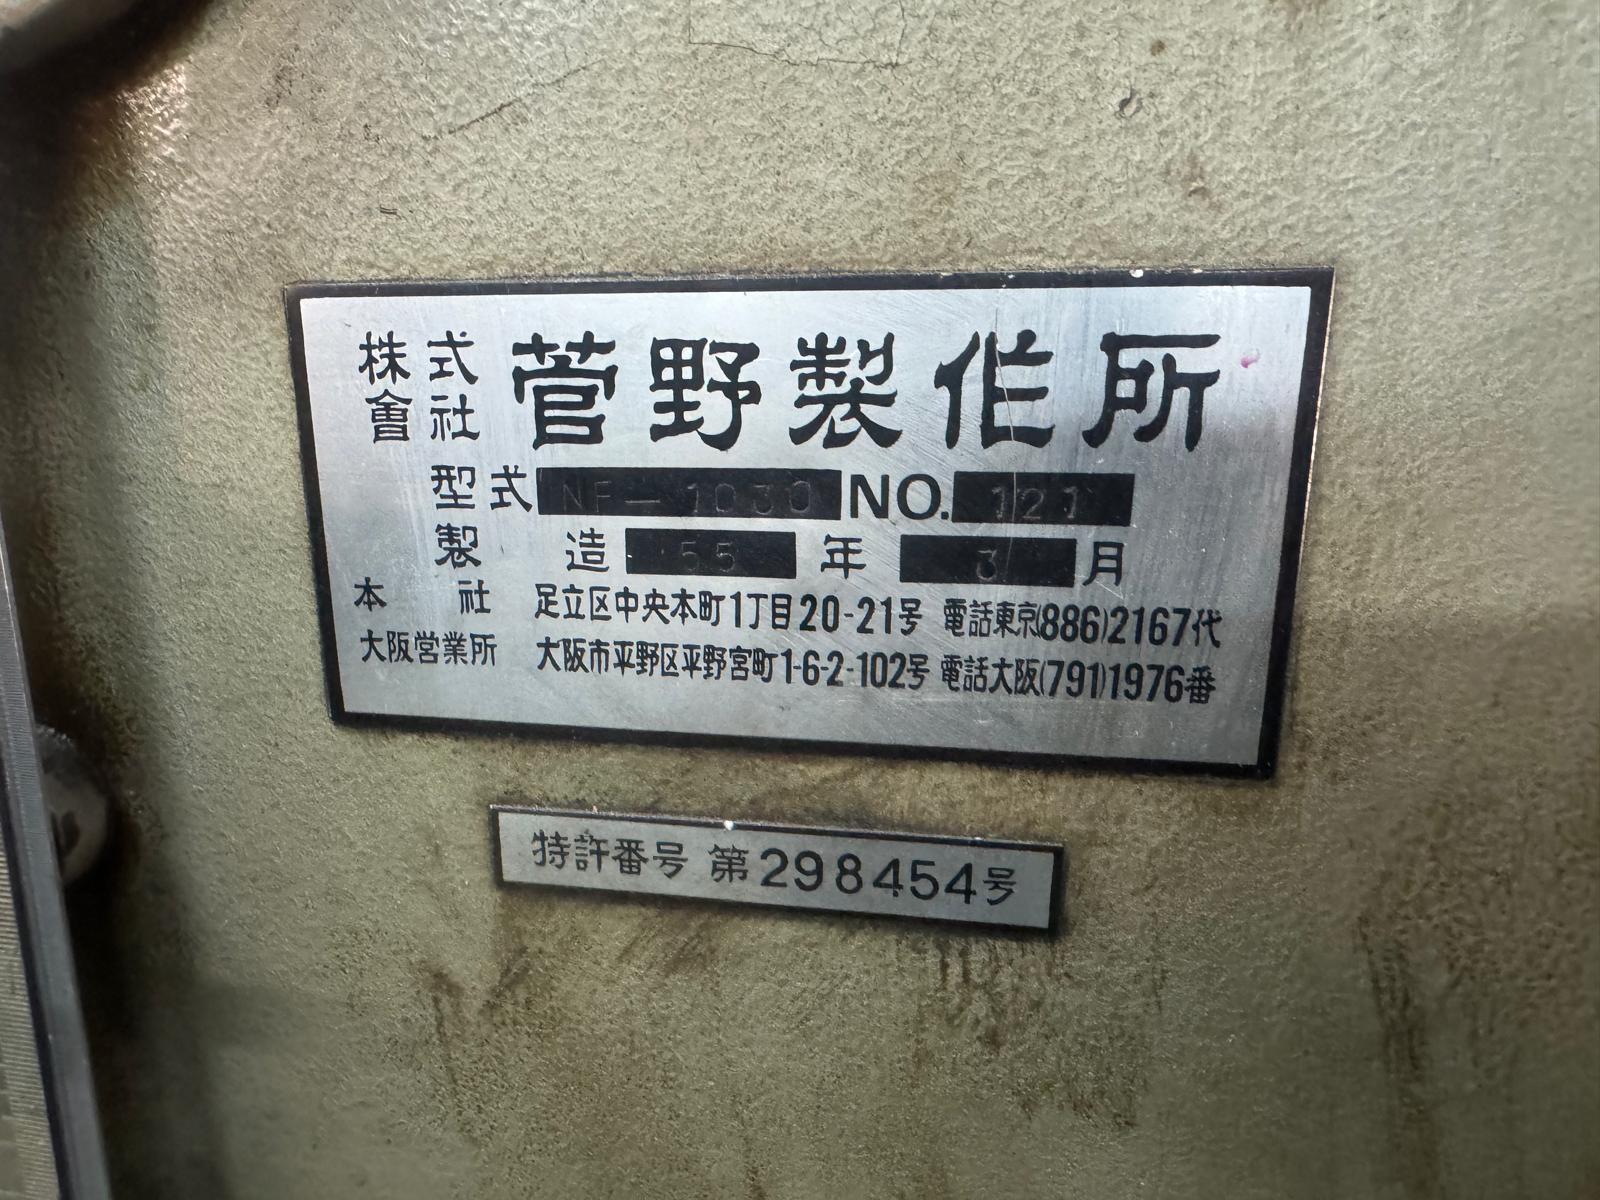 株式會社 菅野製作所
型式 NF-1030 NO. 121
製造 55 年 3 月
本社 足立区中央本町1丁目20-21号 電話東京(886)2167代
大阪営業所 大阪市平野区平野宮町1-6-2-102号 電話大阪(791)1976番
特許番号 第298454号